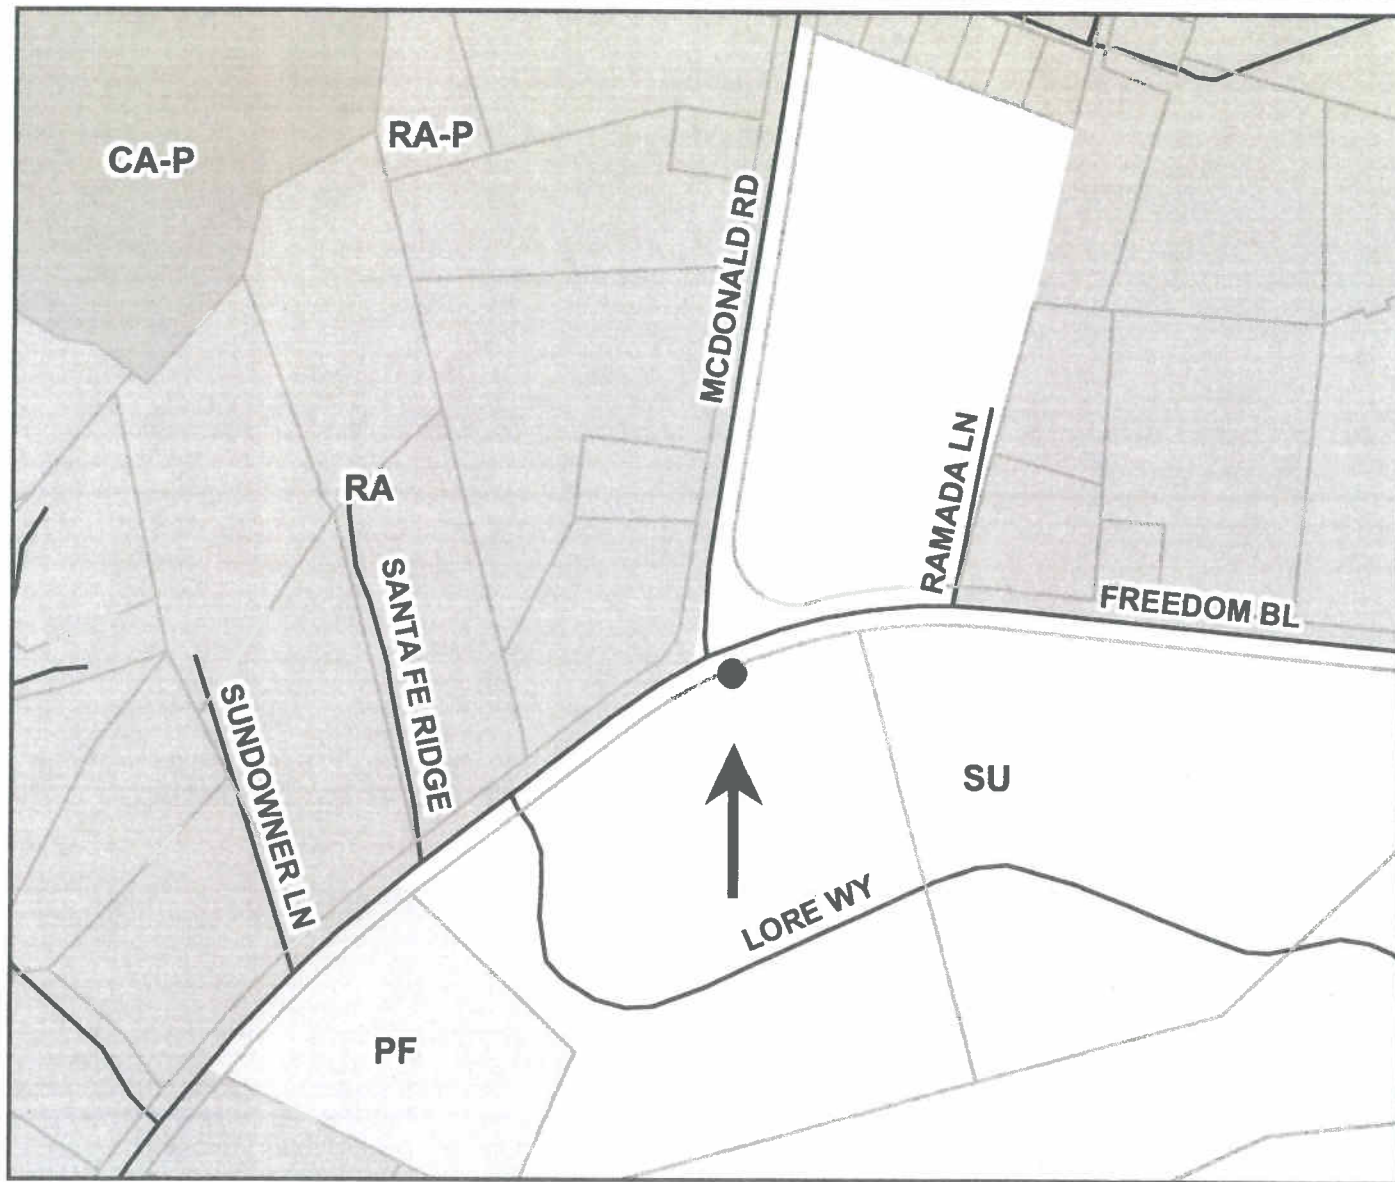 RA-P
CA-P
MCDONALD RD
RAMADA LN
RA
SANTA FE RIDGE
FREEDOM BL
SUNDOWNER LN
SU
LORE WY
PF